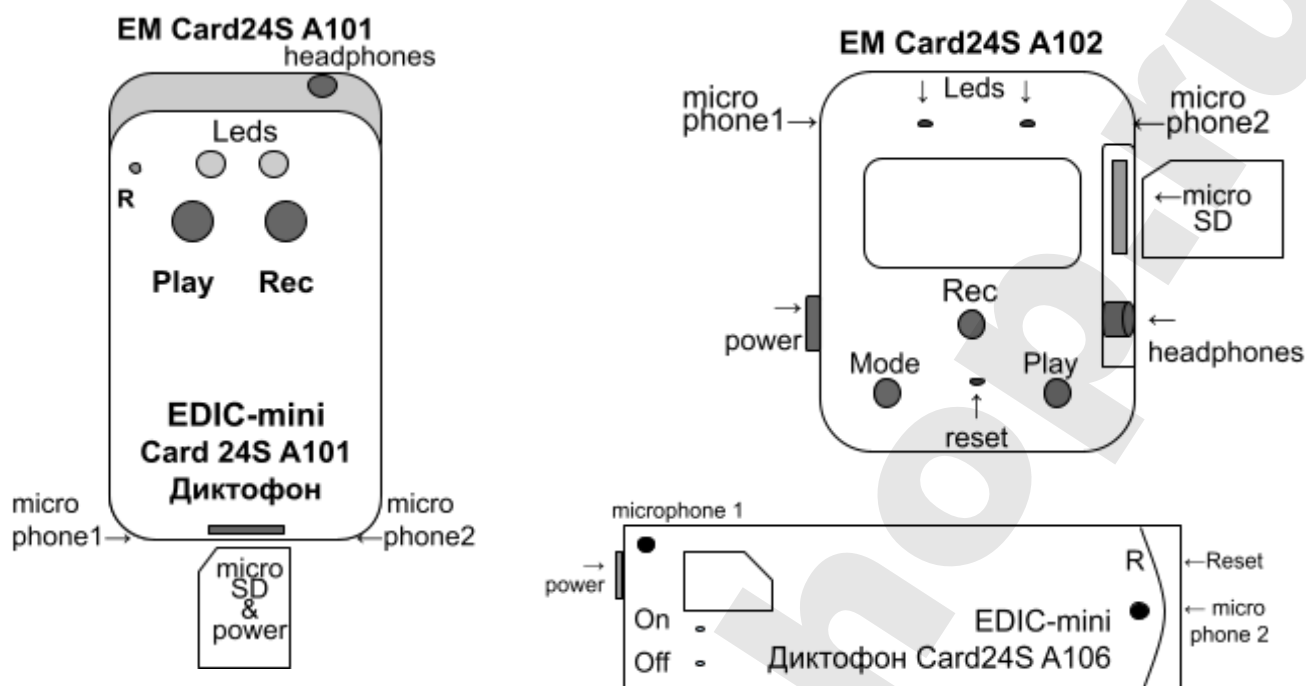 EM Card24S A101
headphones
Leds
R
Play Rec
EDIC-mini
Card 24S A101
Диктофон
micro
phone1→
micro
←phone2
micro
SD
&
power
EM Card24S A102
micro
phone1→
↓ Leds ↓
micro
←phone2
←micro
SD
Rec
→
power
←
headphones
Mode
Play
↑
reset
microphone 1
→
power
On
Off
R
←Reset
EDIC-mini
Диктофон Card24S A106
← micro
phone 2
hop-ru